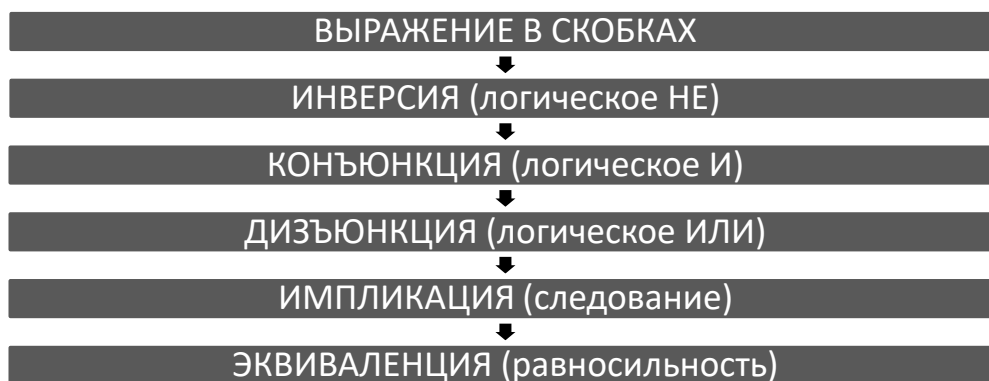 ВЫРАЖЕНИЕ В СКОБКАХ
ИНВЕРСИЯ (логическое НЕ)
КОНЪЮНКЦИЯ (логическое И)
ДИЗЪЮНКЦИЯ (логическое ИЛИ)
ИМПЛИКАЦИЯ (следование)
ЭКВИВАЛЕНЦИЯ (равносильность)